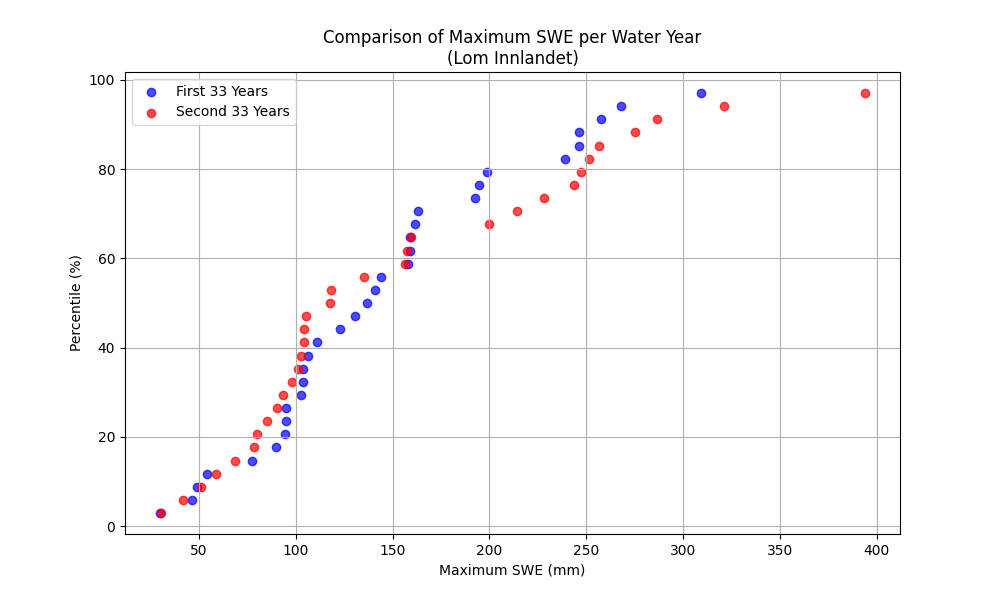 Comparison of Maximum SWE per Water Year
(Lom Innlandet)
First 33 Years
Second 33 Years
Percentile (%)
100
80
60
40
20
0
50 100 150 200 250 300 350 400
Maximum SWE (mm)